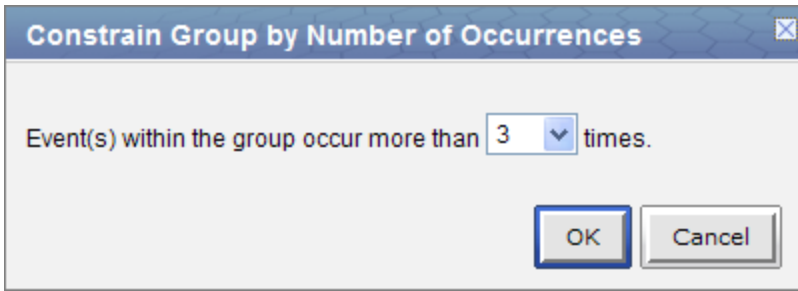 Constrain Group by Number of Occurrences
Event(s) within the group occur more than 3 times.
OK Cancel